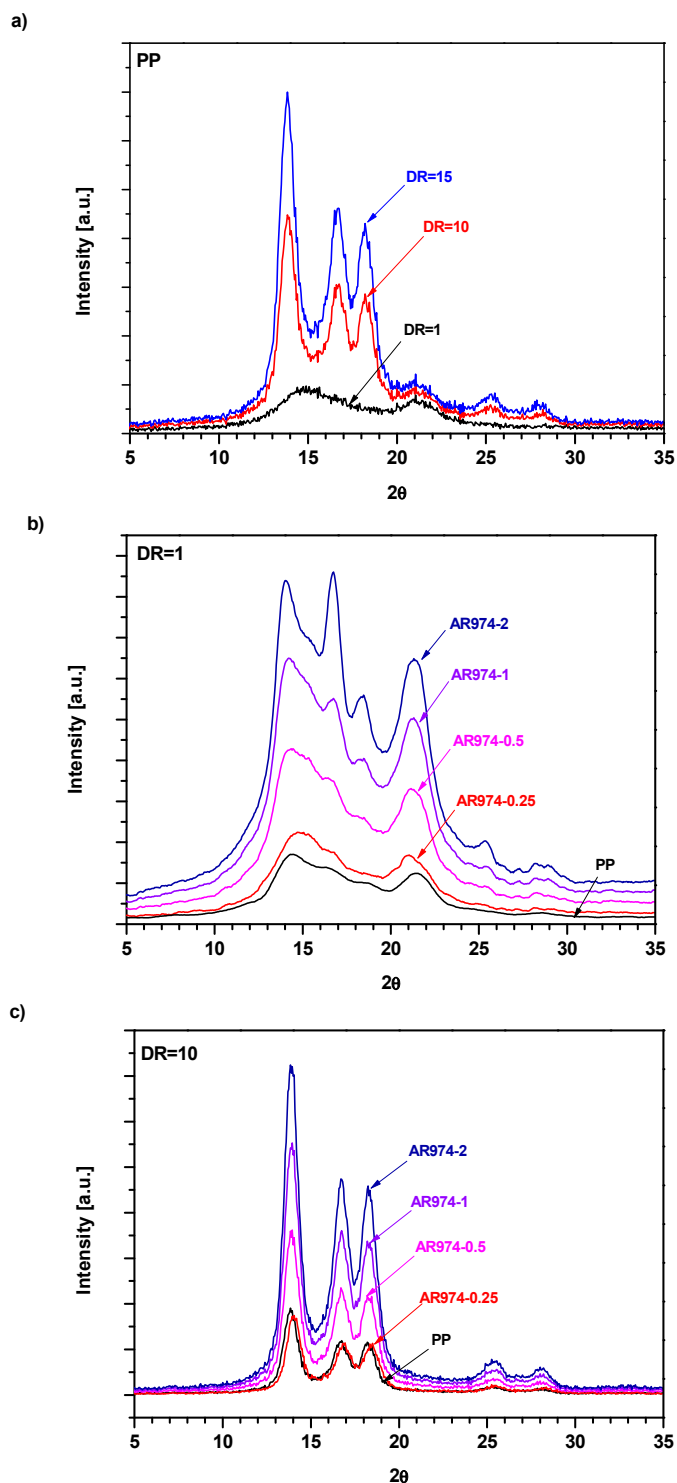 a)
PP
DR=15
DR=10
DR=1
Intensity [a.u.]
5 10 15 20 25 30 35
2θ
b)
DR=1
AR974-2
AR974-1
AR974-0.5
AR974-0.25
PP
Intensity [a.u.]
5 10 15 20 25 30 35
2θ
c)
DR=10
AR974-2
AR974-1
AR974-0.5
AR974-0.25
PP
Intensity [a.u.]
5 10 15 20 25 30 35
2θ